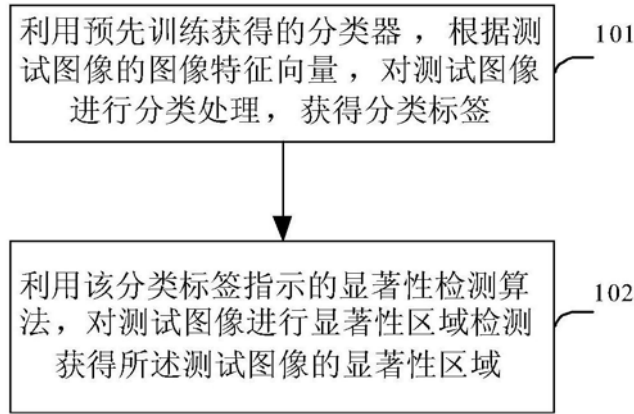 利用预先训练获得的分类器，根据测
试图像的图像特征向量，对测试图像
进行分类处理，获得分类标签
101
利用该分类标签指示的显著性检测算
法，对测试图像进行显著性区域检测
获得所述测试图像的显著性区域
102